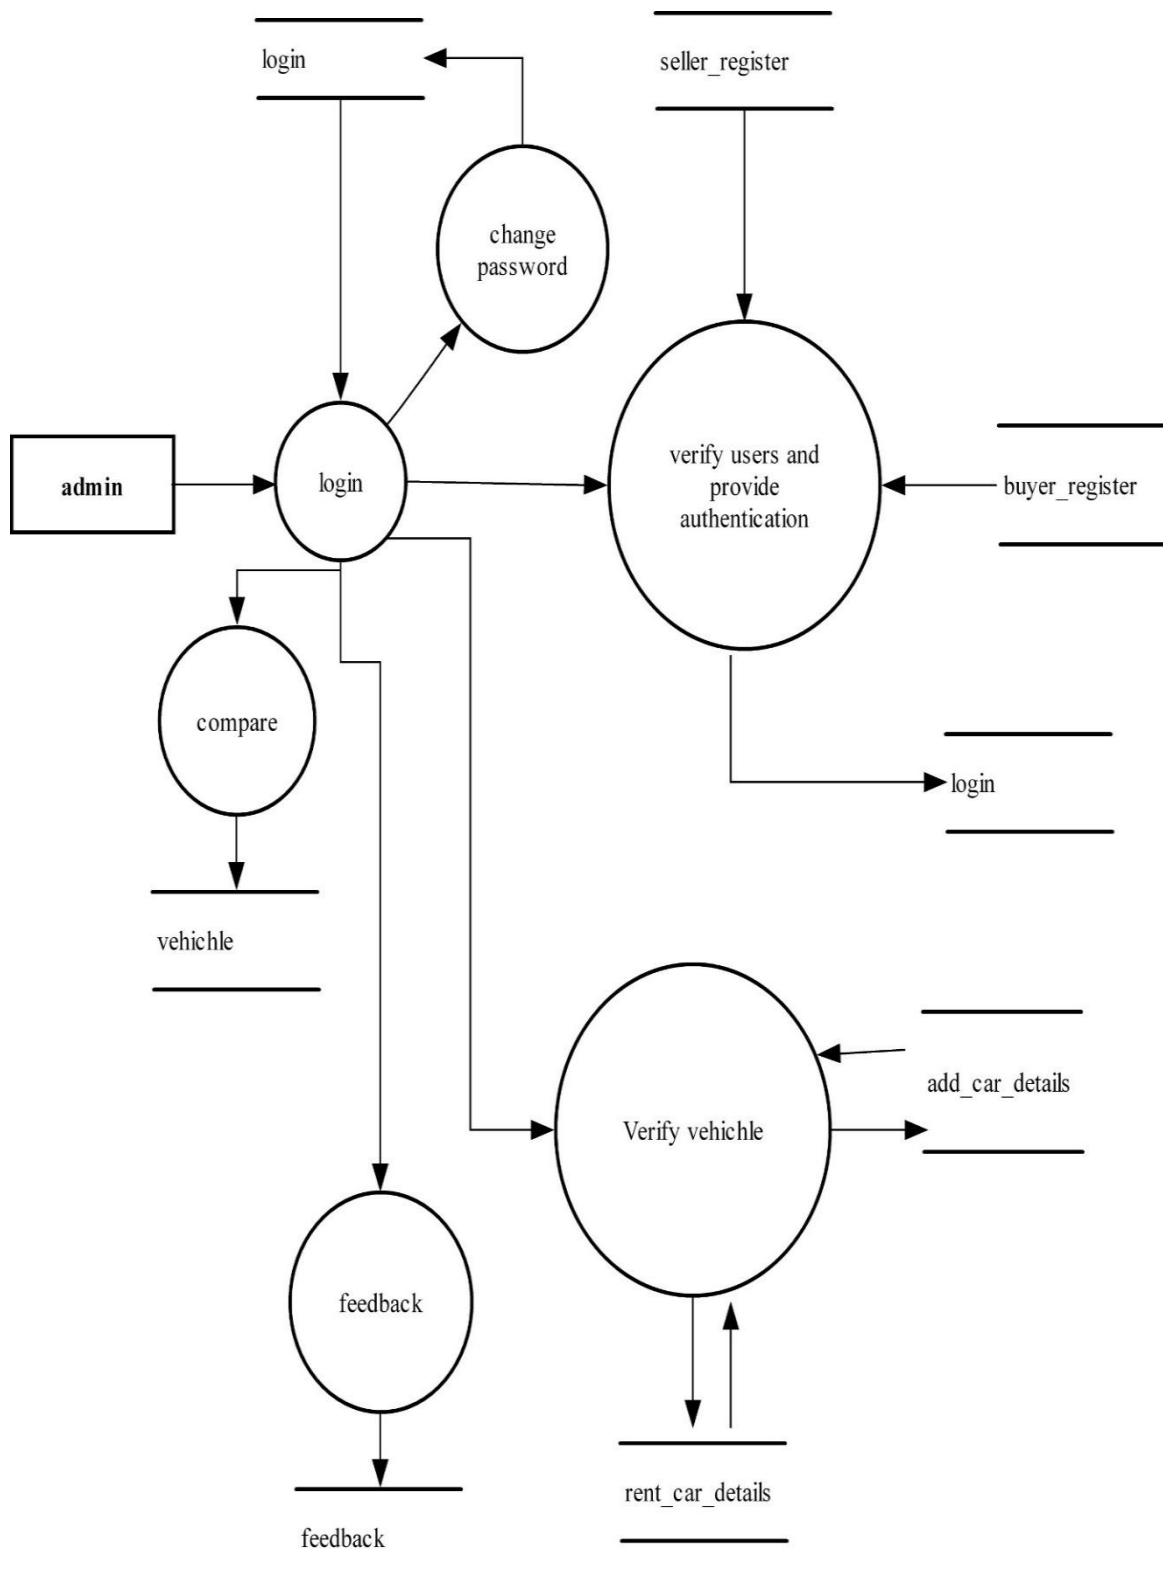 login
seller_register
change
password
admin
login
verify users and
provide
authentication
buyer_register
compare
login
vehichle
add_car_details
Verify vehichle
feedback
rent_car_details
feedback